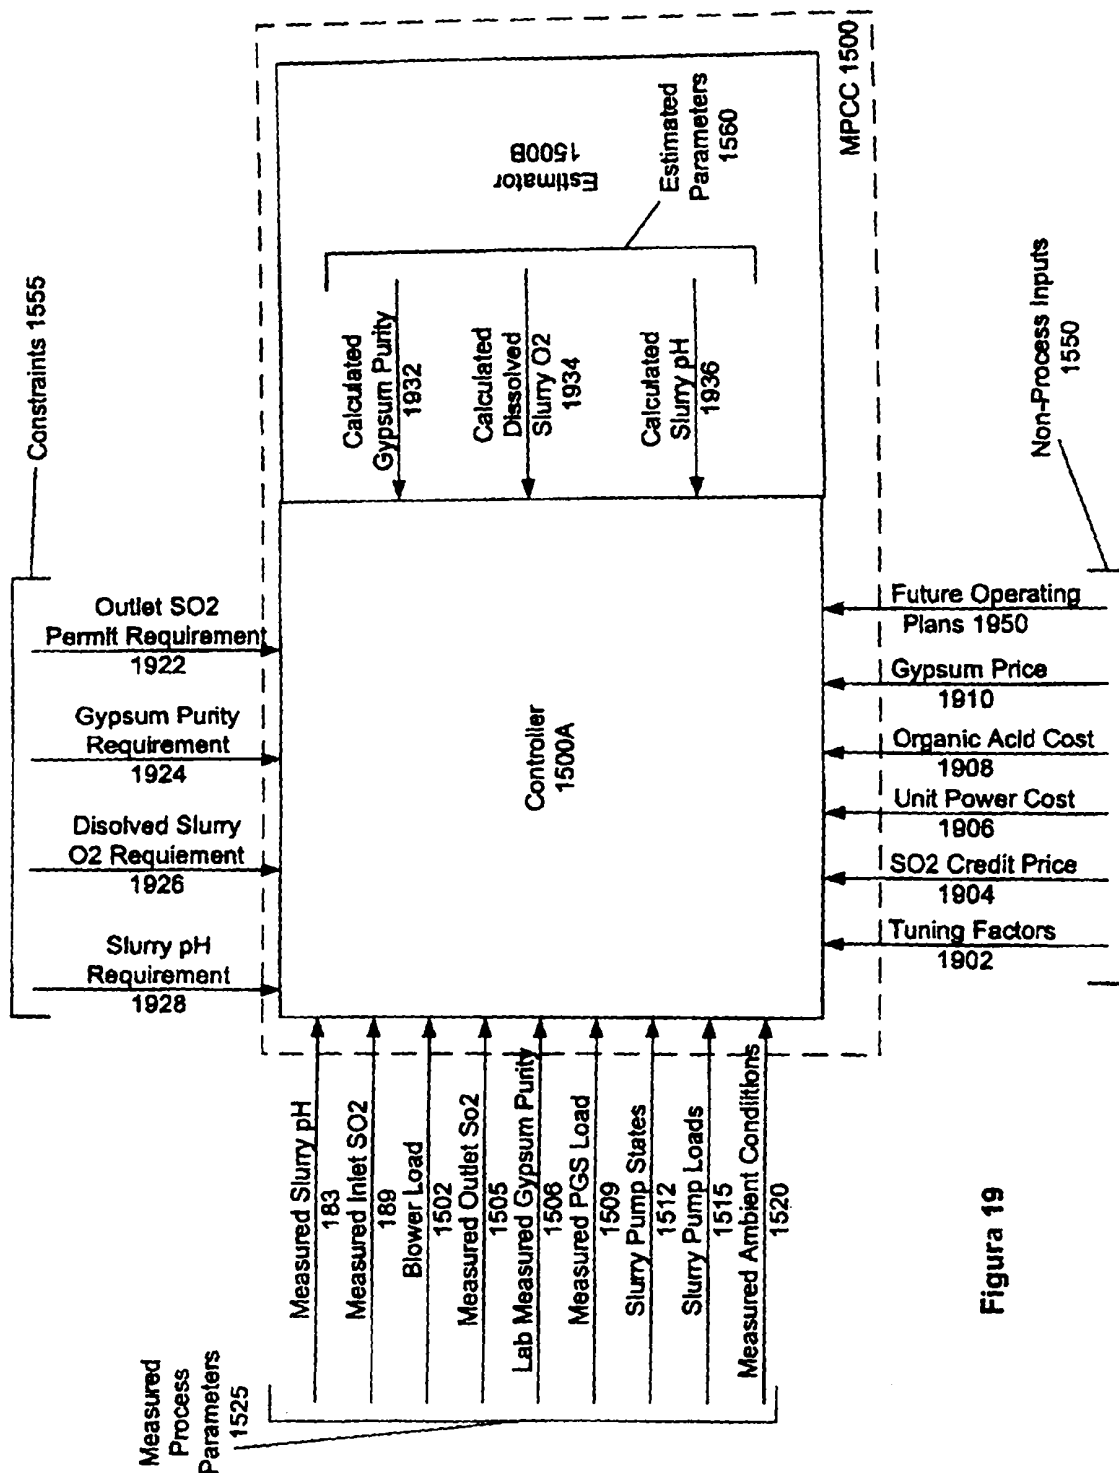 Constraints 1555
Outlet SO2
Permit Requirement
1922
Gypsum Purity
Requirement
1924
Disolved Slurry
O2 Requiement
1926
Slurry pH
Requirement
1928
Measured
Process
Parameters
1525
Measured Slurry pH
183
Measured Inlet SO2
189
Blower Load
1502
Measured Outlet So2
1505
Lab Measured Gypsum Purity
1506
Measured PGS Load
1509
Slurry Pump States
1512
Slurry Pump Loads
1515
Measured Ambient Conditions
1520
Controller
1500A
Calculated
Gypsum Purity
1932
Calculated
Dissolved
Slurry O2
1934
Calculated
Slurry pH
1936
Estimator
1500B
Estimated
Parameters
1560
MPCC 1500
Future Operating
Plans 1950
Gypsum Price
1910
Organic Acid Cost
1908
Unit Power Cost
1906
SO2 Credit Price
1904
Tuning Factors
1902
Non-Process Inputs
1550
Figura 19